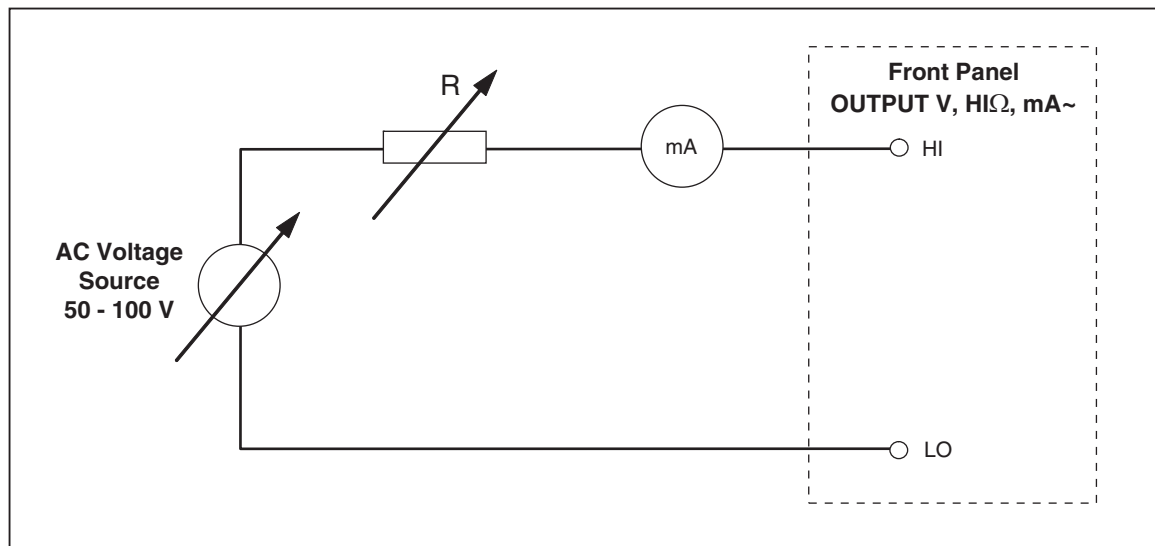 Front Panel
OUTPUT V, HIΩ, mA~
R
mA
HI
AC Voltage
Source
50 - 100 V
LO